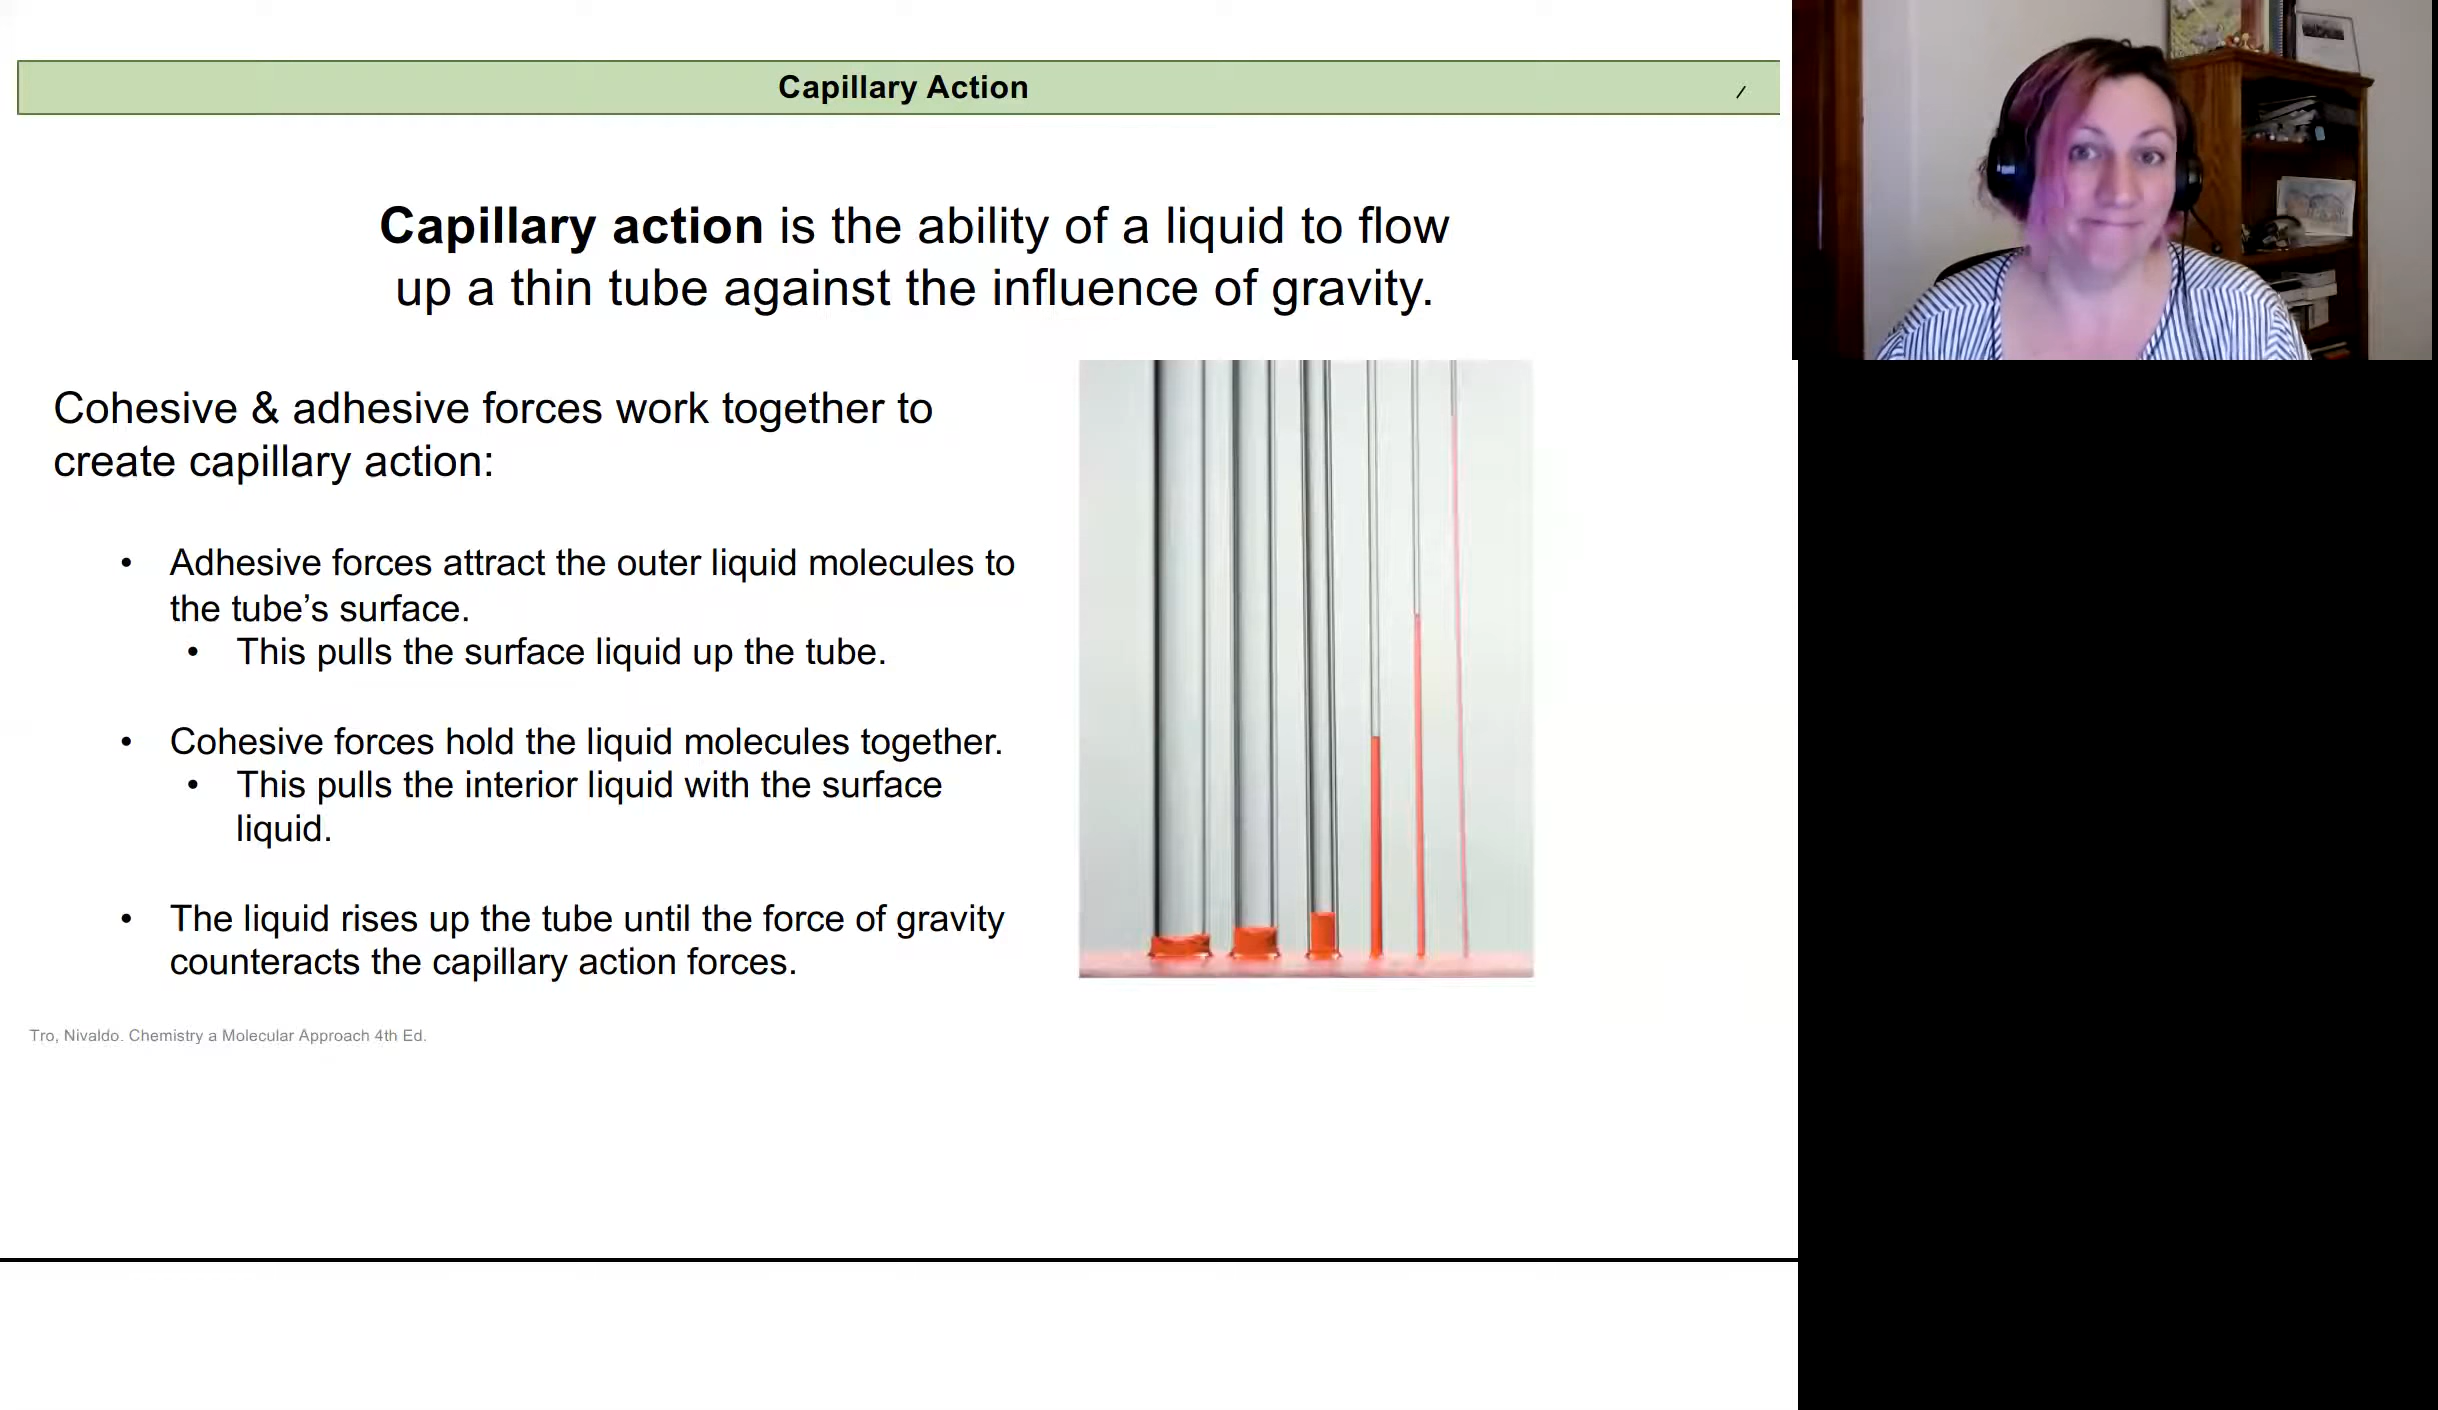 Capillary Action
Capillary action is the ability of a liquid to flow
up a thin tube against the influence of gravity.
Cohesive & adhesive forces work together to
create capillary action:
• Adhesive forces attract the outer liquid molecules to
the tube’s surface.
• This pulls the surface liquid up the tube.
• Cohesive forces hold the liquid molecules together.
• This pulls the interior liquid with the surface
liquid.
• The liquid rises up the tube until the force of gravity
counteracts the capillary action forces.
Tro, Nivaldo. Chemistry a Molecular Approach 4th Ed.